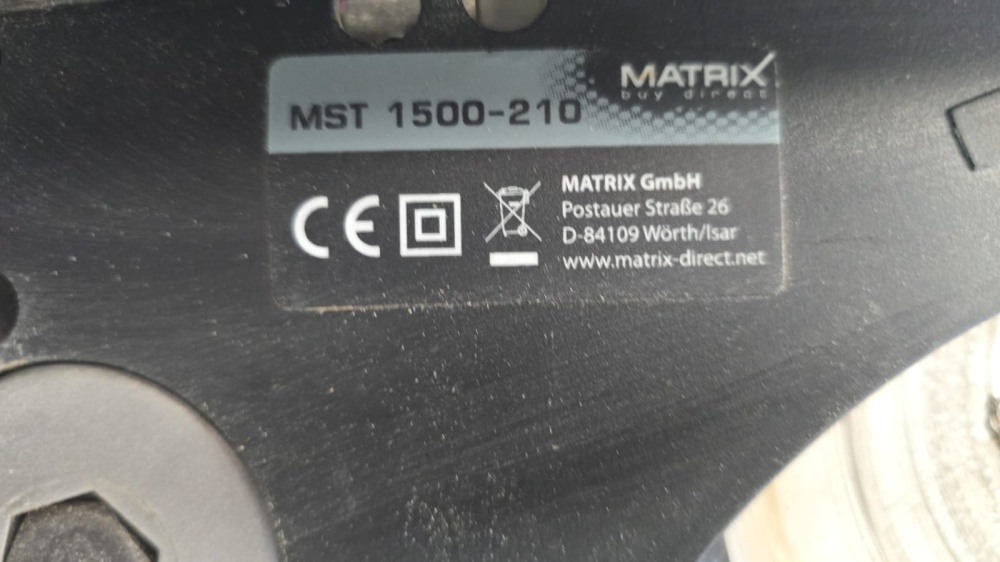 MATRIX
buy direct
MST 1500-210
CE
MATRIX GmbH
Postauer Straße 26
D-84109 Wörth/Isar
www.matrix-direct.net